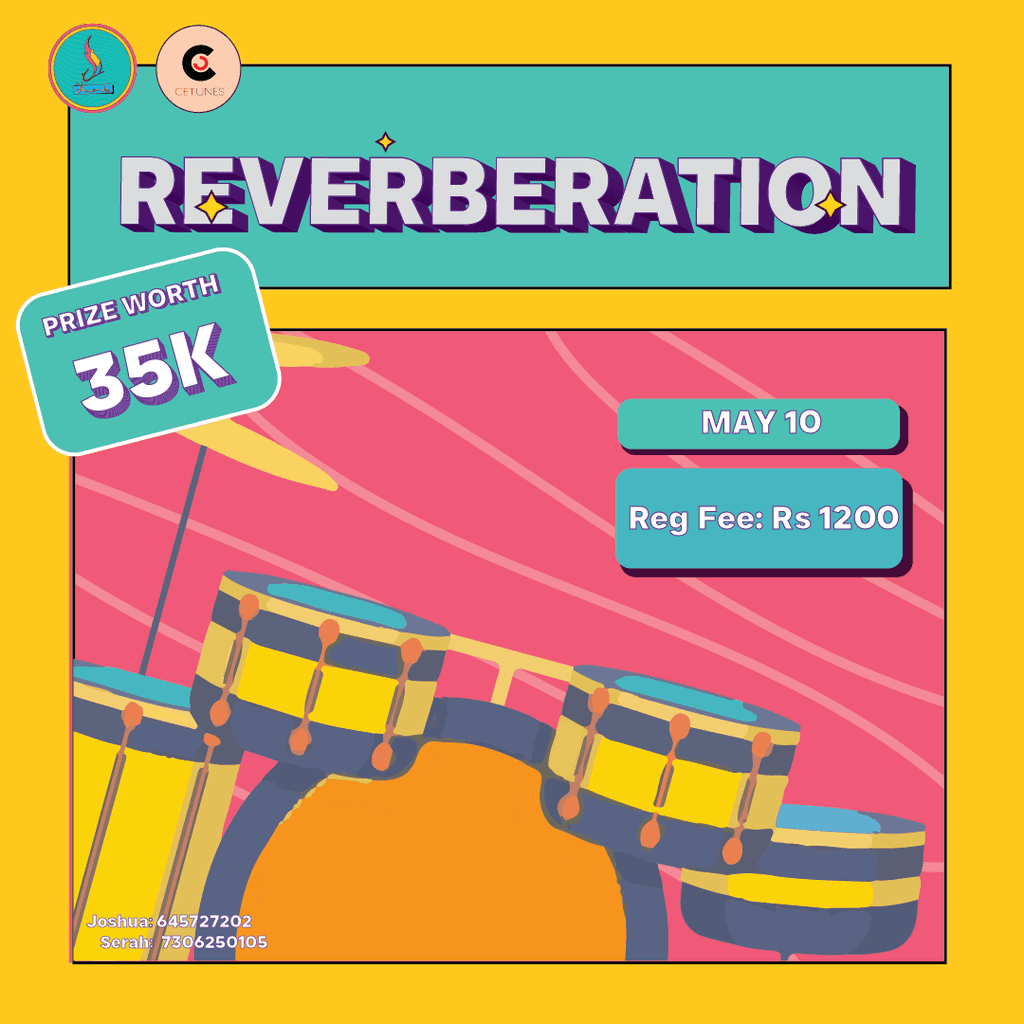 CETUNES
REVERBERATION
PRIZE WORTH
35K
MAY 10
Reg Fee: Rs 1200
Joshua: 645727202
Serah: 7306250105